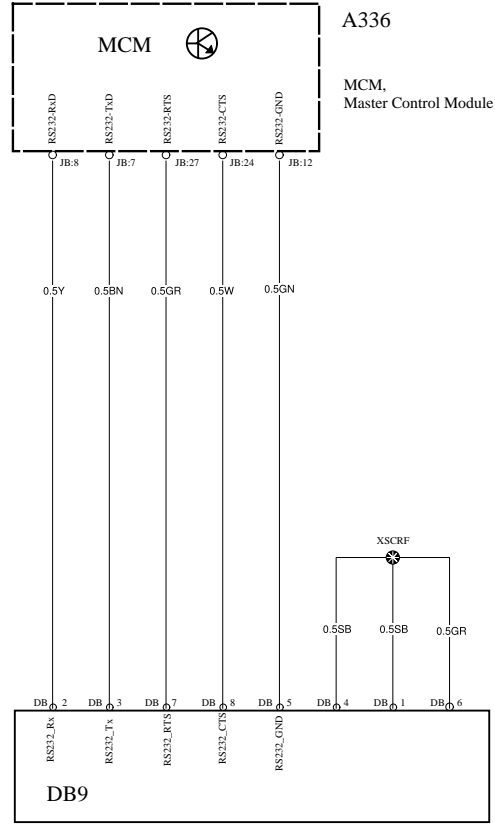 A336
MCM
MCM,
Master Control Module
RS232-RxD
RS232-TxD
RS232-RTS
RS232-CTS
RS232-GND
JB:8
JB:7
JB:27
JB:24
JB:12
0.5Y
0.5BN
0.5GR
0.5W
0.5GN
XSCRF
0.5SB
0.5SB
0.5GR
DB 2
DB 3
DB 7
DB 8
DB 5
DB 4
DB 1
DB 6
RS232_Rx
RS232_Tx
RS232_RTS
RS232_CTS
RS232_GND
DB9